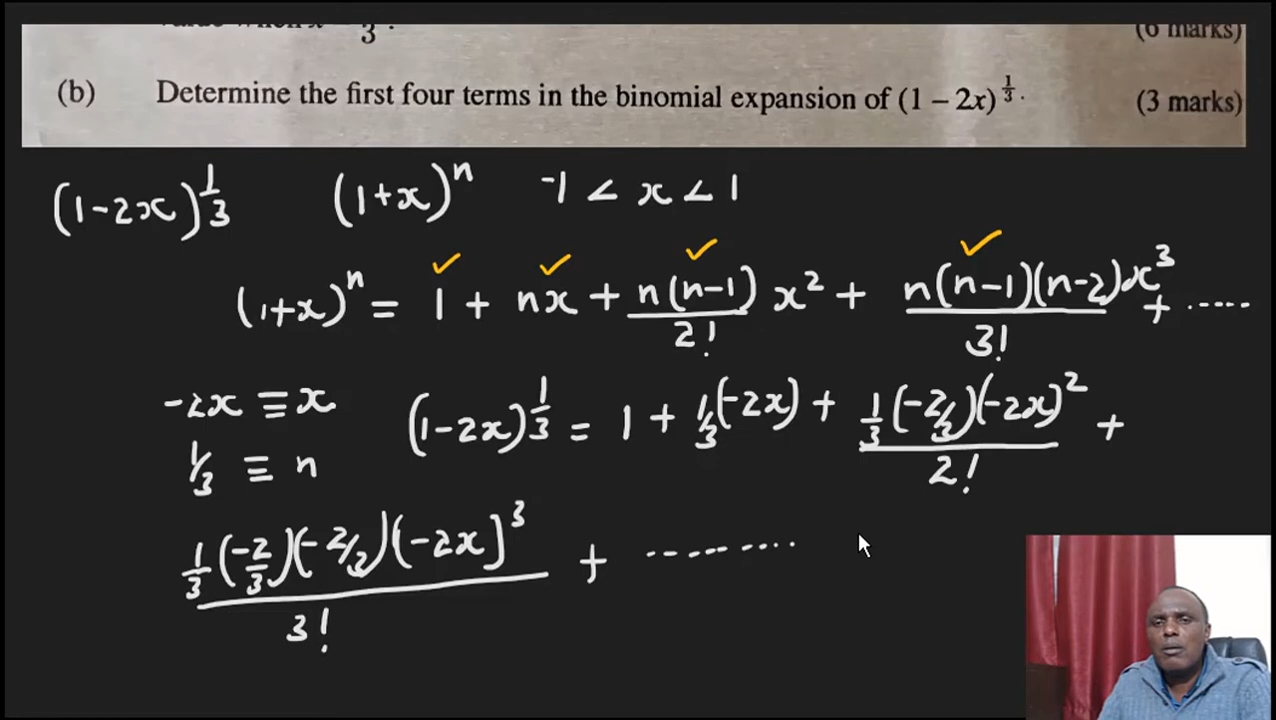 3 .
(6 marks)
(b) Determine the first four terms in the binomial expansion of (1 – 2x)^{1/3}. (3 marks)
(1-2x)^{1/3} (1+x)^n -1 < x < 1
✓ ✓ ✓ ✓
(1+x)^n = 1 + nx + n(n-1)/2! x² + n(n-1)(n-2)x³/3! + .....
-2x ≡ x (1-2x)^{1/3} = 1 + 1/3(-2x) + 1/3(-2/3)(-2x)²/2! +
1/3 ≡ n
1/3(-2/3)(-2/3)(-2x)³/3! + ..........